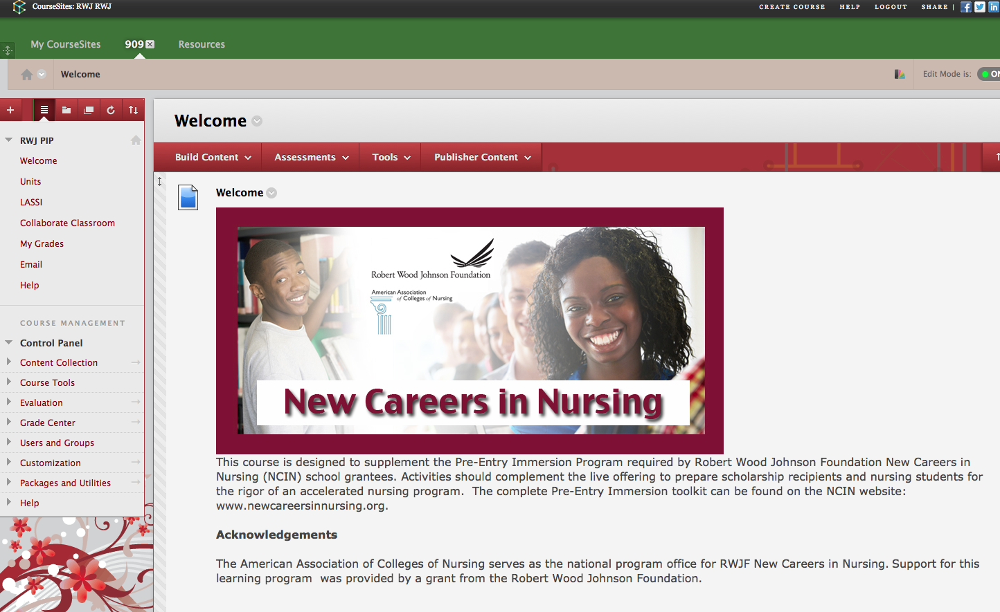 CourseSites: RWJ RWJ
CREATE COURSE HELP LOGOUT SHARE |
My CourseSites 909 Resources
Welcome
Edit Mode is: ON
RWJ PIP
Welcome
Units
LASSI
Collaborate Classroom
My Grades
Email
Help
COURSE MANAGEMENT
Control Panel
Content Collection
Course Tools
Evaluation
Grade Center
Users and Groups
Customization
Packages and Utilities
Help
Welcome
Build Content Assessments Tools Publisher Content
Welcome
Robert Wood Johnson Foundation
American Association
of Colleges of Nursing
New Careers in Nursing
This course is designed to supplement the Pre-Entry Immersion Program required by Robert Wood Johnson Foundation New Careers in
Nursing (NCIN) school grantees. Activities should complement the live offering to prepare scholarship recipients and nursing students for
the rigor of an accelerated nursing program.  The complete Pre-Entry Immersion toolkit can be found on the NCIN website:
www.newcareersinnursing.org.
Acknowledgements
The American Association of Colleges of Nursing serves as the national program office for RWJF New Careers in Nursing. Support for this
learning program  was provided by a grant from the Robert Wood Johnson Foundation.